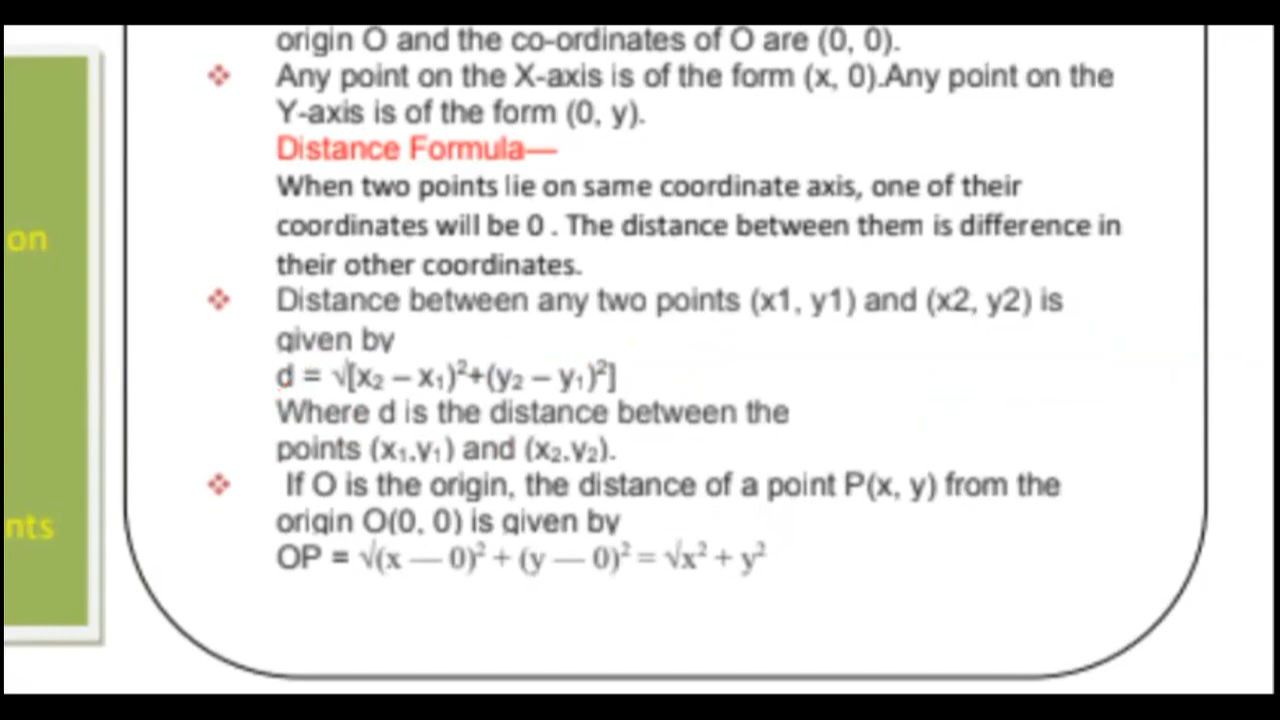 origin O and the co-ordinates of O are (0, 0).
❖ Any point on the X-axis is of the form (x, 0).Any point on the
Y-axis is of the form (0, y).
Distance Formula—
When two points lie on same coordinate axis, one of their
coordinates will be 0 . The distance between them is difference in
their other coordinates.
❖ Distance between any two points (x1, y1) and (x2, y2) is
given by
d = √[x₂ – x₁)²+(y₂ – y₁)²]
Where d is the distance between the
points (x₁,y₁) and (x₂,y₂).
❖ If O is the origin, the distance of a point P(x, y) from the
origin O(0, 0) is given by
OP = √(x — 0)² + (y — 0)² = √x² + y²
on
nts